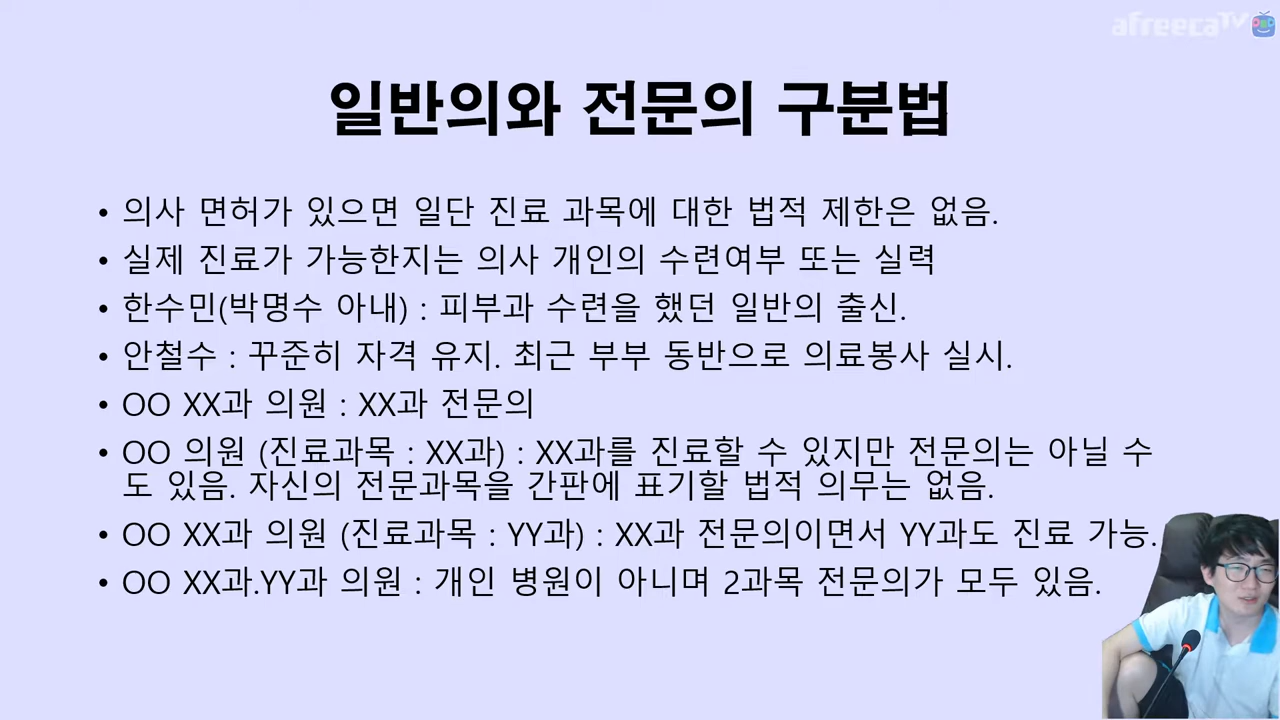 afreecaTV
일반의와 전문의 구분법
• 의사 면허가 있으면 일단 진료 과목에 대한 법적 제한은 없음.
• 실제 진료가 가능한지는 의사 개인의 수련여부 또는 실력
• 한수민(박명수 아내) : 피부과 수련을 했던 일반의 출신.
• 안철수 : 꾸준히 자격 유지. 최근 부부 동반으로 의료봉사 실시.
• OO XX과 의원 : XX과 전문의
• OO 의원 (진료과목 : XX과) : XX과를 진료할 수 있지만 전문의는 아닐 수
도 있음. 자신의 전문과목을 간판에 표기할 법적 의무는 없음.
• OO XX과 의원 (진료과목 : YY과) : XX과 전문의이면서 YY과도 진료 가능.
• OO XX과.YY과 의원 : 개인 병원이 아니며 2과목 전문의가 모두 있음.